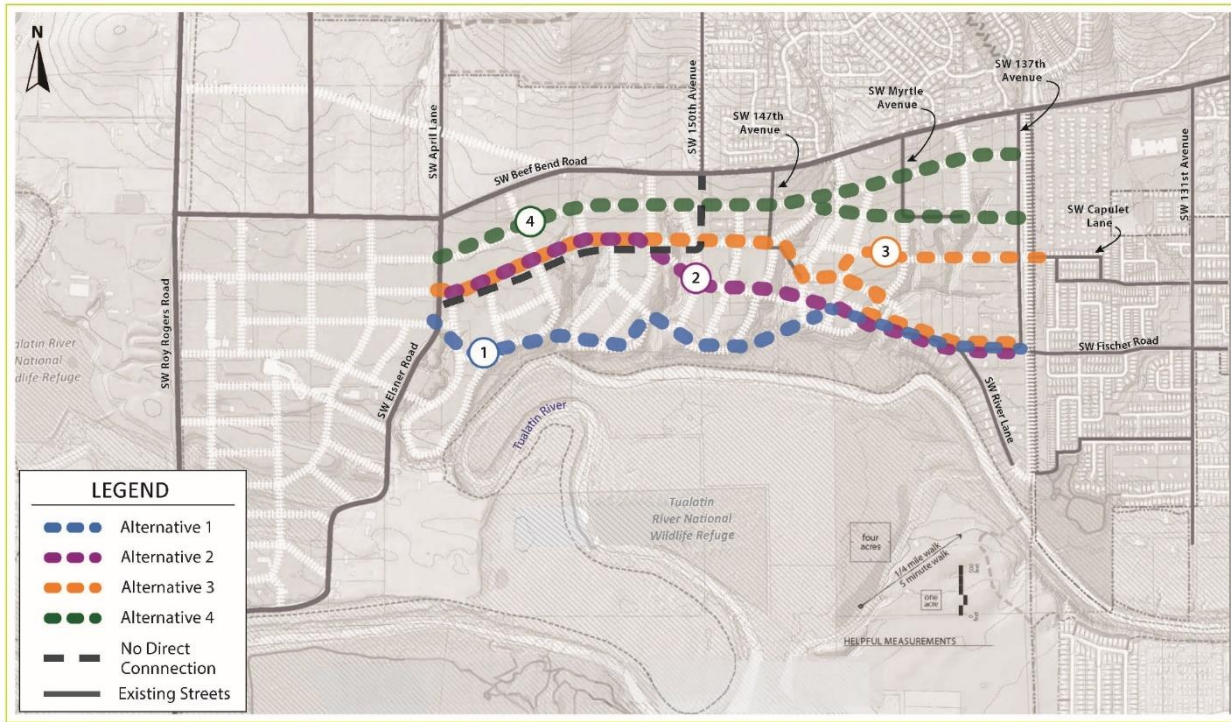 N
SW 137th
Avenue
SW Myrtle
Avenue
SW 147th
Avenue
SW 150th Avenue
SW April Lane
SW Beef Bend Road
SW 131st Avenue
SW Capulet
Lane
4
3
2
1
SW Roy Rogers Road
SW Elsner Road
SW Fischer Road
SW River Lane
Tualatin River
National
Wildlife Refuge
Tualatin River
Tualatin
River National
Wildlife Refuge
four
acres
1/4 mile walk
5 minute walk
one
acre
HELPFUL MEASUREMENTS
LEGEND
Alternative 1
Alternative 2
Alternative 3
Alternative 4
No Direct
Connnection
Existing Streets